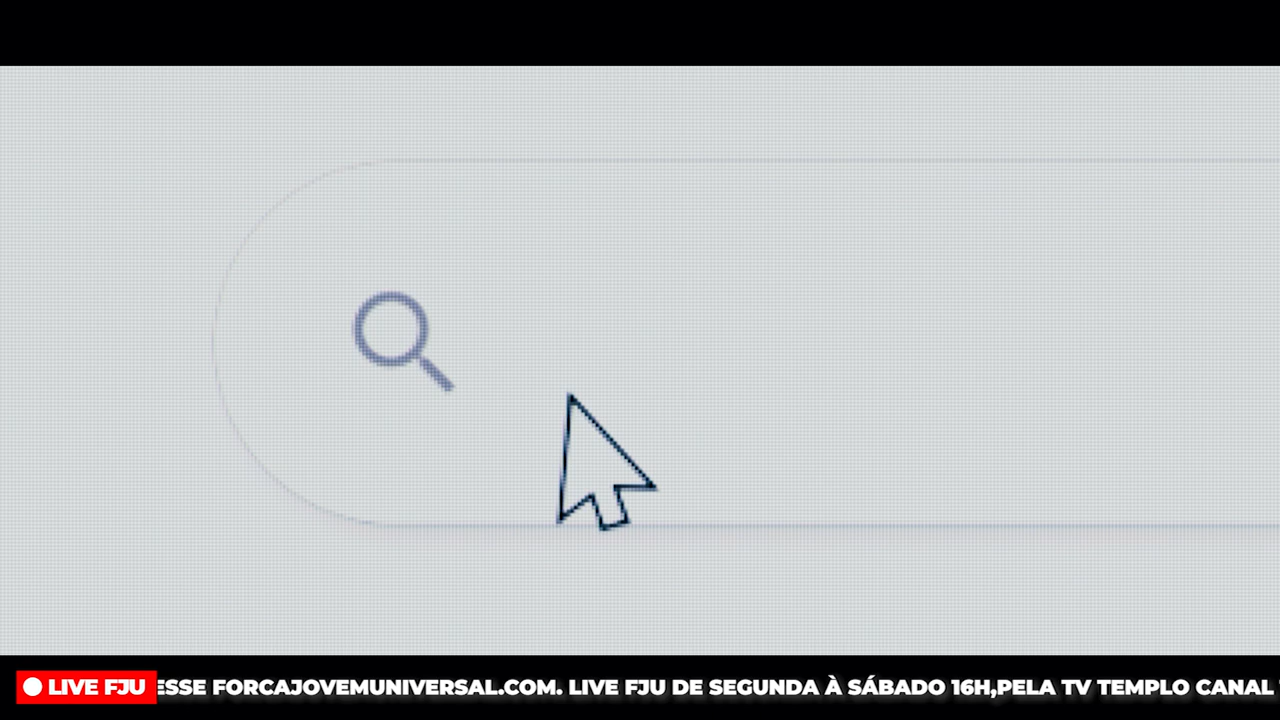 LIVE FJU ESSE FORCAJOVEMUNIVERSAL.COM. LIVE FJU DE SEGUNDA À SÁBADO 16H,PELA TV TEMPLO CANAL